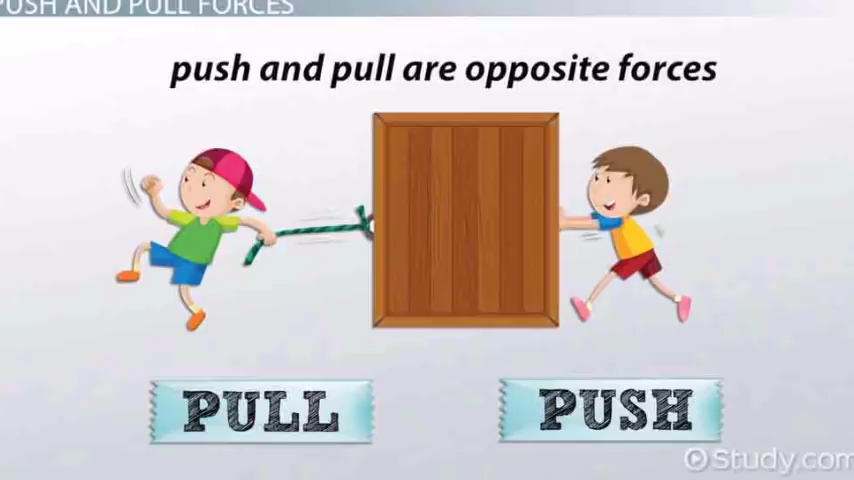 PUSH AND PULL FORCES
push and pull are opposite forces
PULL
PUSH
Study.com